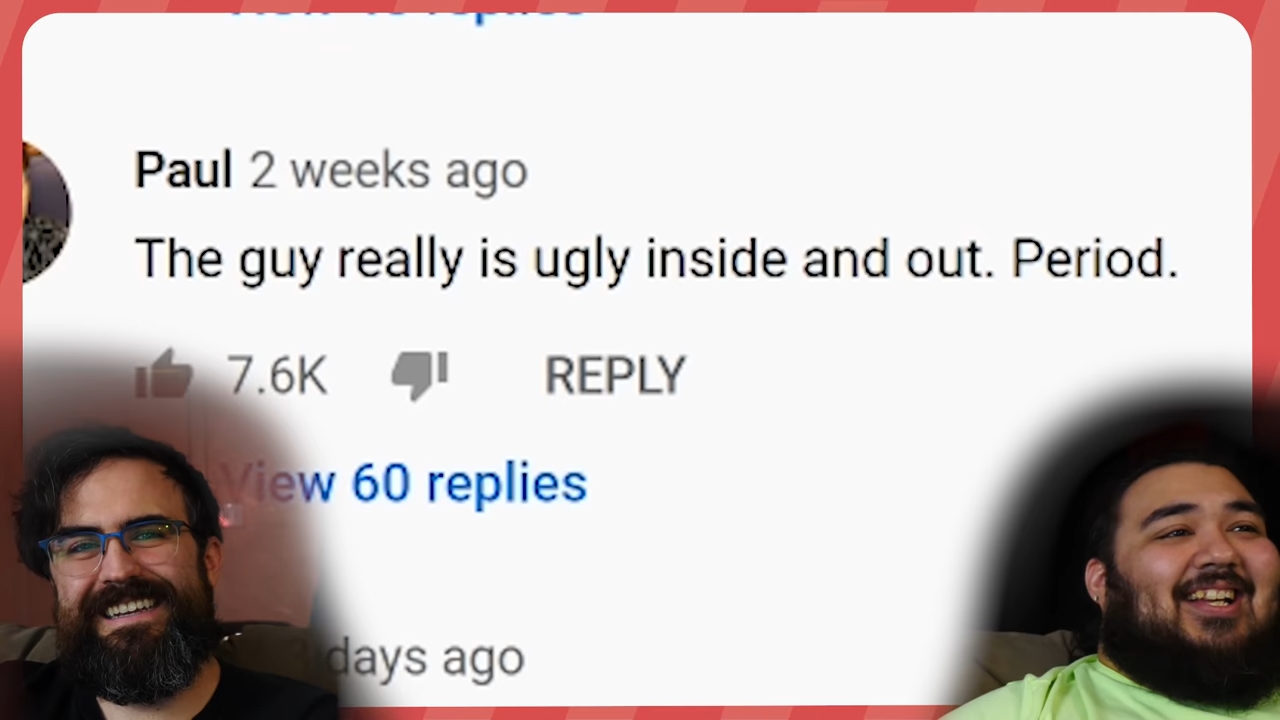 Paul 2 weeks ago
The guy really is ugly inside and out. Period.
7.6K REPLY
View 60 replies
days ago